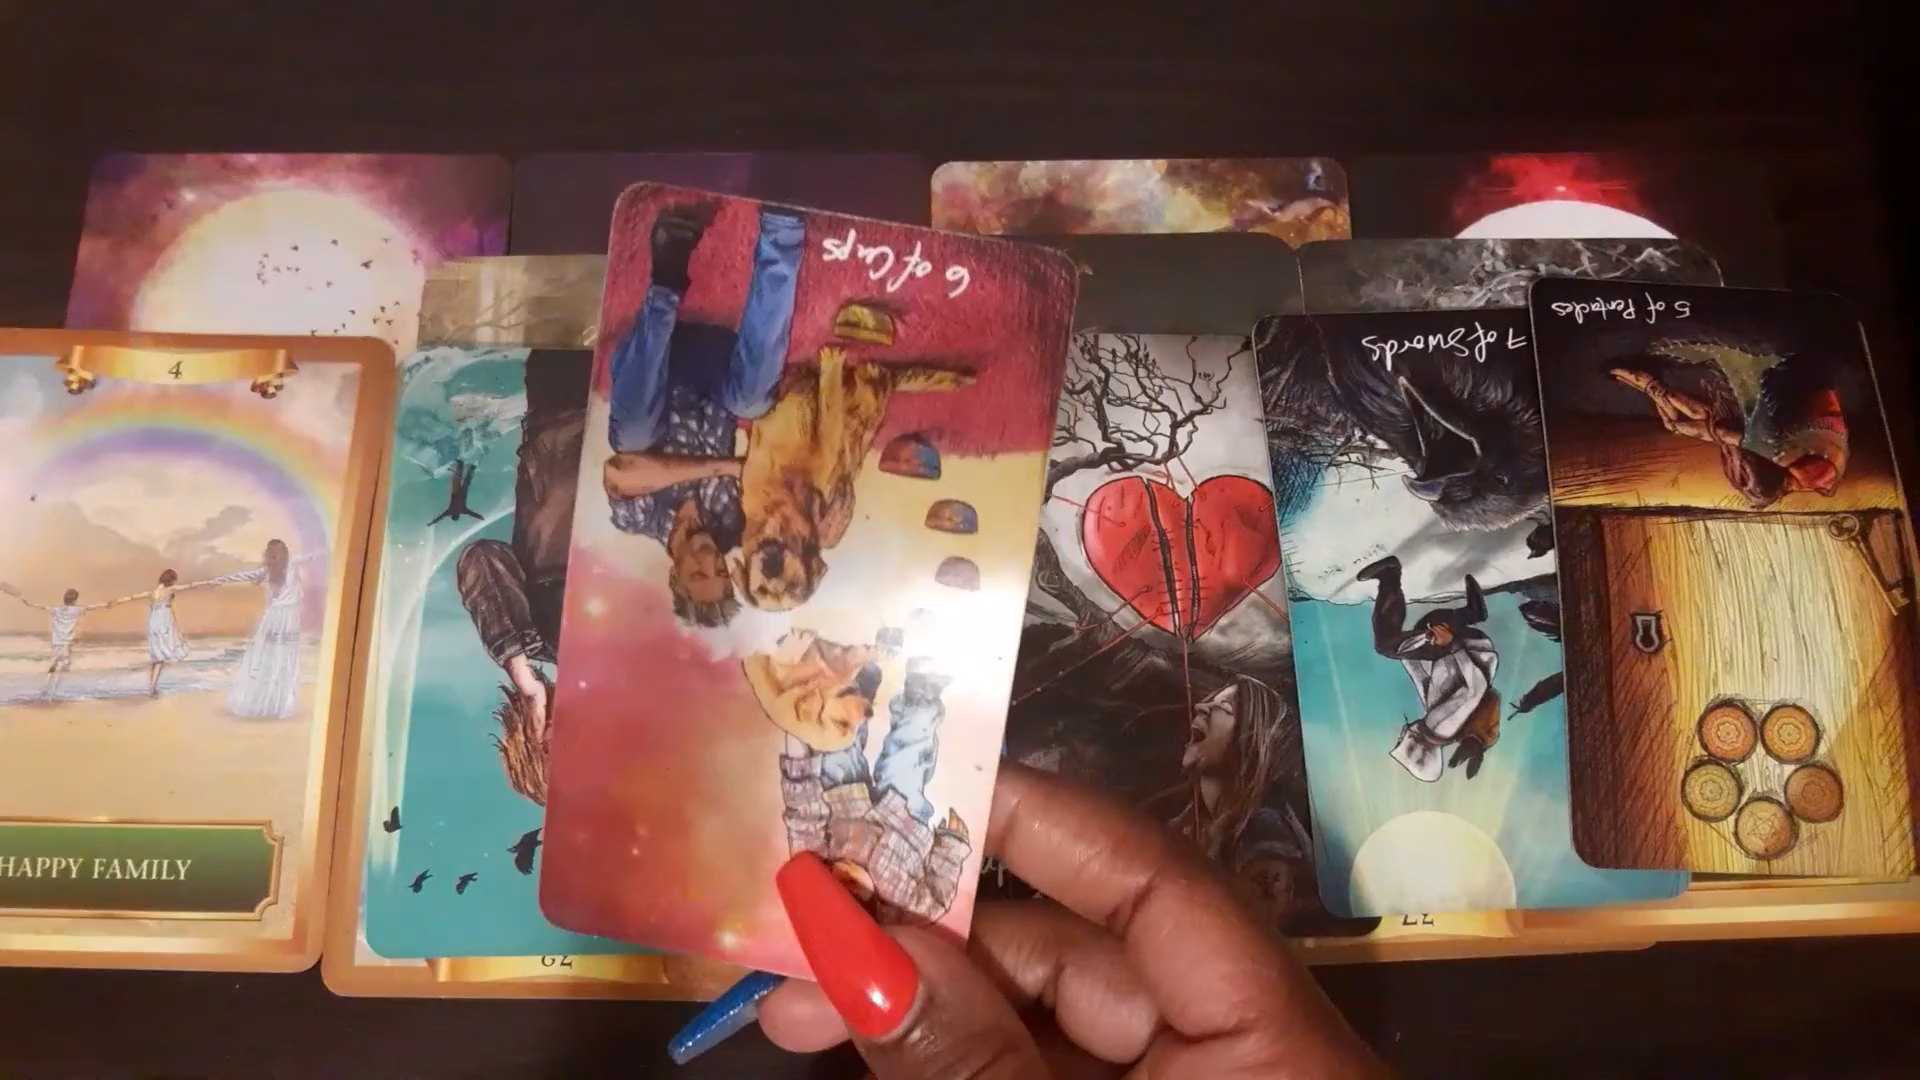 6 of Cups
7 of Swords
5 of Pentacles
4
HAPPY FAMILY